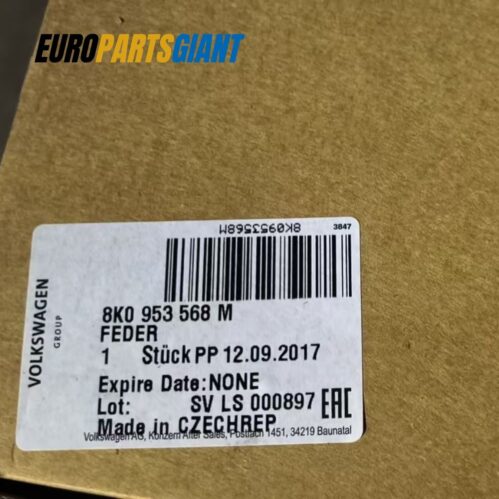 EUROPARTSGIANT
8K0953568M
3847
VOLKSWAGEN
GROUP
8K0 953 568 M
FEDER
1 Stück PP 12.09.2017
Expire Date: NONE
Lot: SV LS 000897
EAC
Made in CZECHREP
Volkswagen AG, Konzern After Sales, Postfach 1451, 34219 Baunatal